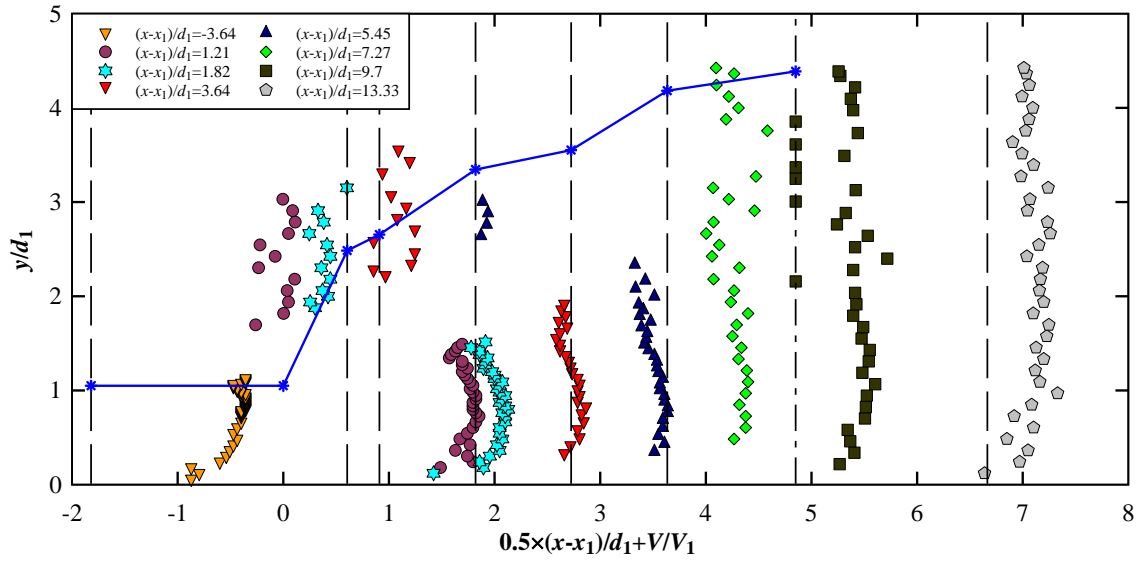 5
4
3
2
1
0
y/d1
(x-x1)/d1=-3.64
(x-x1)/d1=1.21
(x-x1)/d1=1.82
(x-x1)/d1=3.64
(x-x1)/d1=5.45
(x-x1)/d1=7.27
(x-x1)/d1=9.7
(x-x1)/d1=13.33
-2 -1 0 1 2 3 4 5 6 7 8
0.5×(x-x1)/d1+V/V1